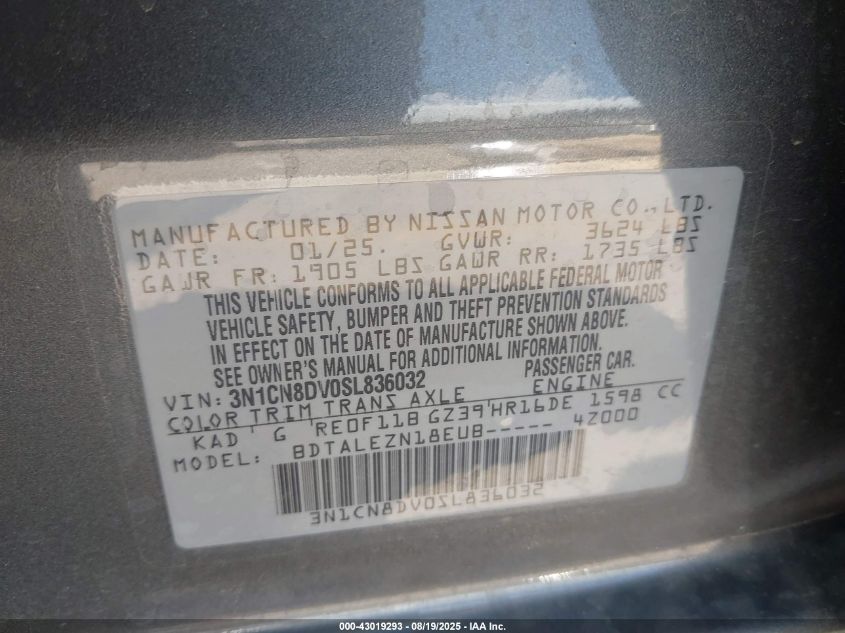 MANUFACTURED BY NISSAN MOTOR CO.,LTD.
DATE: 01/25. GVWR: 3624 LBS
GAWR FR: 1905 LBS GAWR RR: 1735 LBS
THIS VEHICLE CONFORMS TO ALL APPLICABLE FEDERAL MOTOR
VEHICLE SAFETY, BUMPER AND THEFT PREVENTION STANDARDS
IN EFFECT ON THE DATE OF MANUFACTURE SHOWN ABOVE.
SEE OWNER'S MANUAL FOR ADDITIONAL INFORMATION.
VIN: 3N1CN8DV0SL836032 PASSENGER CAR.
COLOR TRIM TRANS AXLE ENGINE
KAD G RE0F11B GZ39 HR16DE 1598 CC
MODEL: BDTALEZN18EUB----- 4Z000
3N1CN8DV0SL836032
000-43019293 - 08/19/2025 - IAA Inc.